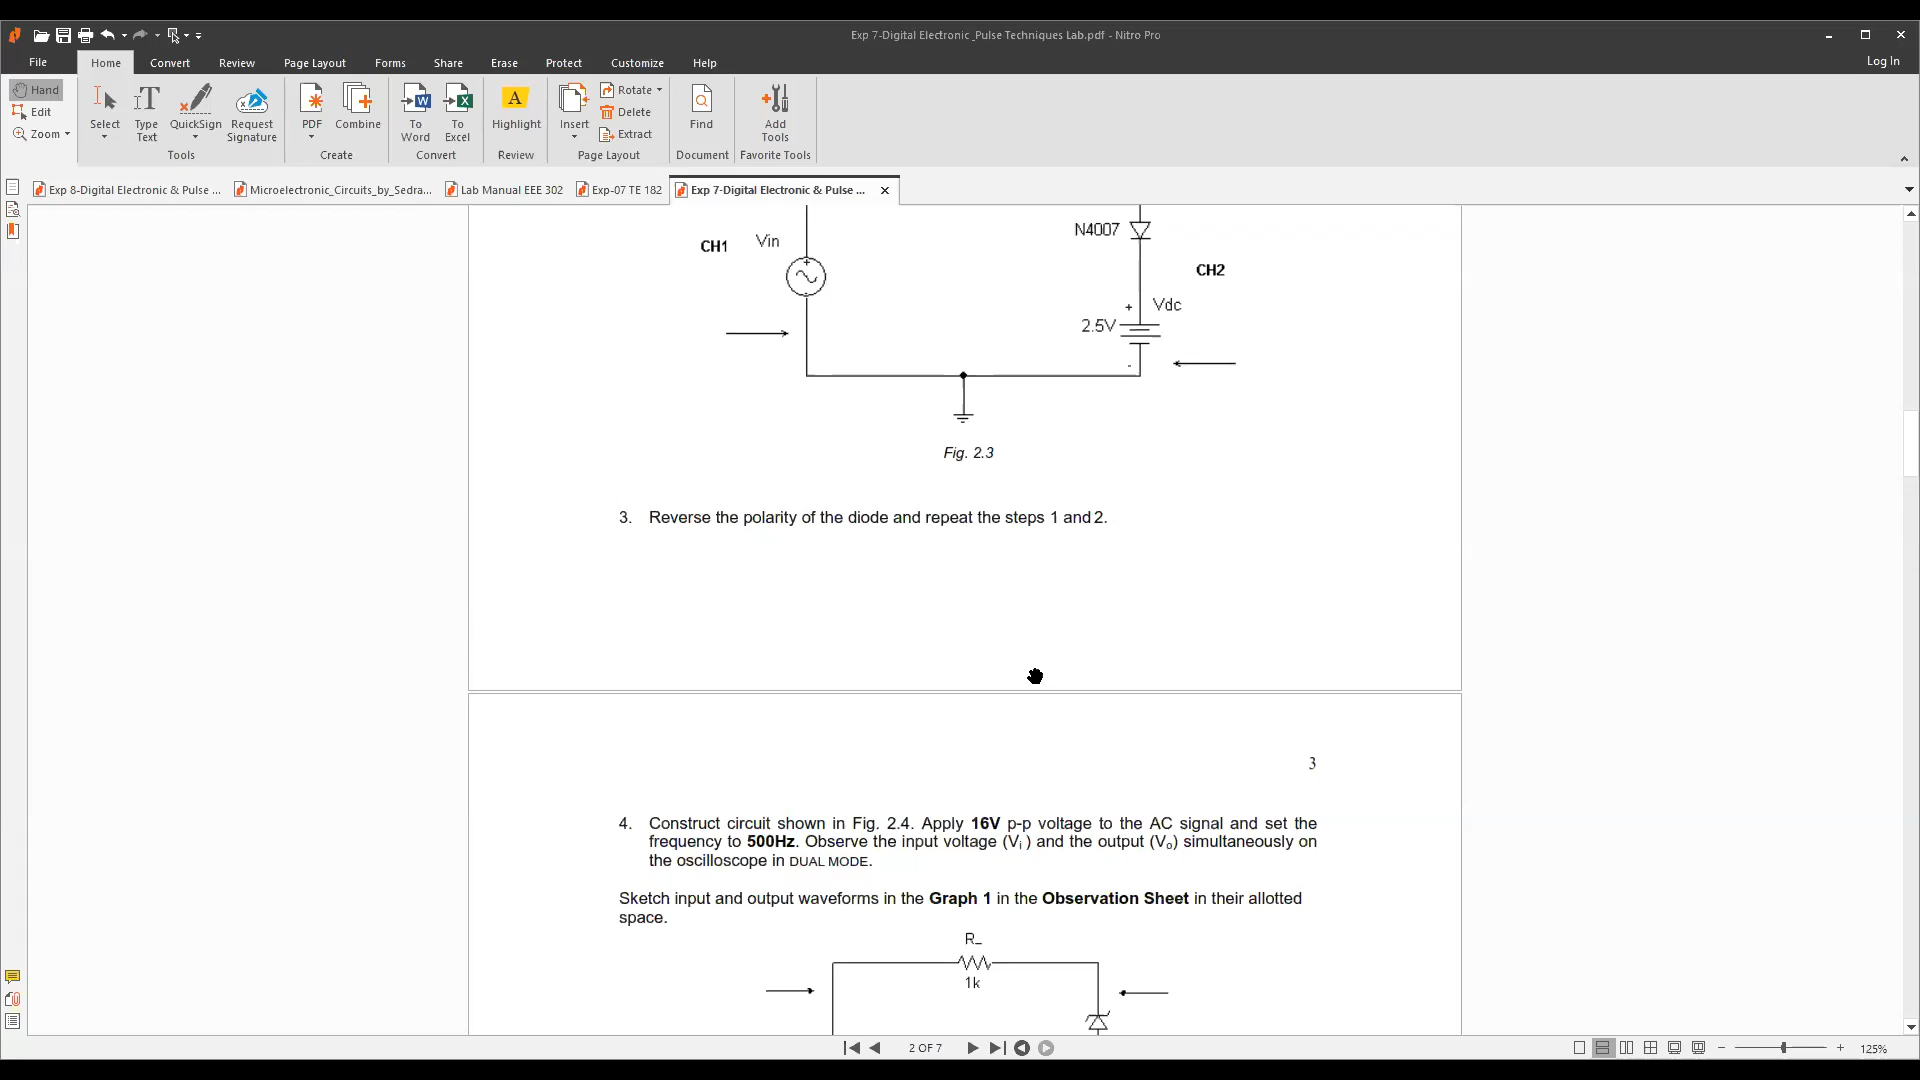 Exp 7-Digital Electronic _Pulse Techniques Lab.pdf - Nitro Pro
File Home Convert Review Page Layout Forms Share Erase Protect Customize Help Log In
Hand
Edit
Zoom
Select
Type Text
QuickSign
Request Signature
Tools
PDF
Combine
Create
To Word
To Excel
Convert
Highlight
Review
Insert
Rotate
Delete
Extract
Page Layout
Find
Document
Add Tools
Favorite Tools
Exp 8-Digital Electronic & Pulse ...
Microelectronic_Circuits_by_Sedra...
Lab Manual EEE 302
Exp-07 TE 182
Exp 7-Digital Electronic & Pulse ...
N4007
CH1 Vin
CH2
+ Vdc
2.5V
-
Fig. 2.3
3. Reverse the polarity of the diode and repeat the steps 1 and 2.
3
4. Construct circuit shown in Fig. 2.4. Apply 16V p-p voltage to the AC signal and set the
frequency to 500Hz. Observe the input voltage (Vi ) and the output (Vo) simultaneously on
the oscilloscope in DUAL MODE.
Sketch input and output waveforms in the Graph 1 in the Observation Sheet in their allotted
space.
R_
1k
2 OF 7
125%